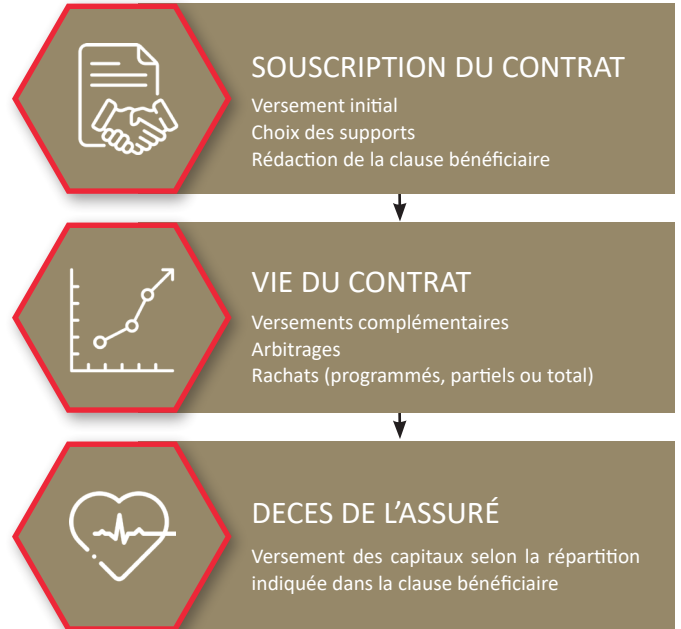 SOUSCRIPTION DU CONTRAT
Versement initial
Choix des supports
Rédaction de la clause bénéficiaire
VIE DU CONTRAT
Versements complémentaires
Arbitrages
Rachats (programmés, partiels ou total)
DECES DE L’ASSURÉ
Versement des capitaux selon la répartition
indiquée dans la clause bénéficiaire